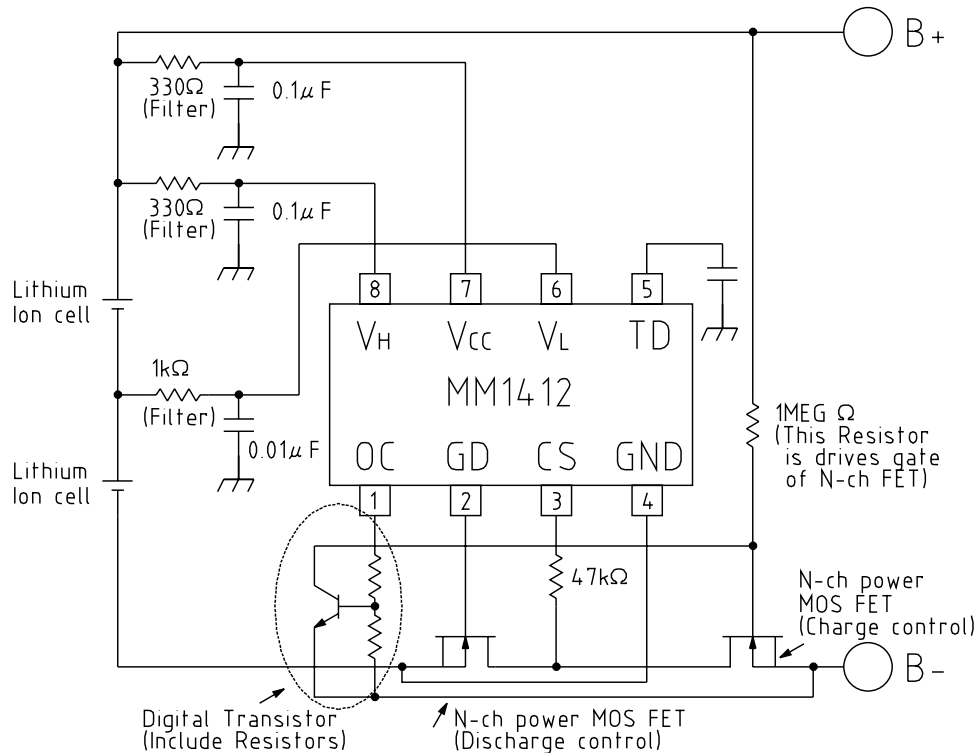 B+
330Ω
(Filter)
0.1μF
330Ω
(Filter)
0.1μF
Lithium
Ion cell
8
7
6
5
VH
VCC
VL
TD
MM1412
1kΩ
(Filter)
0.01μF
1MEG Ω
(This Resistor
is drives gate
of N-ch FET)
Lithium
Ion cell
OC
GD
CS
GND
1
2
3
4
47kΩ
N-ch power
MOS FET
(Charge control)
B-
Digital Transistor
(Include Resistors)
N-ch power MOS FET
(Discharge control)